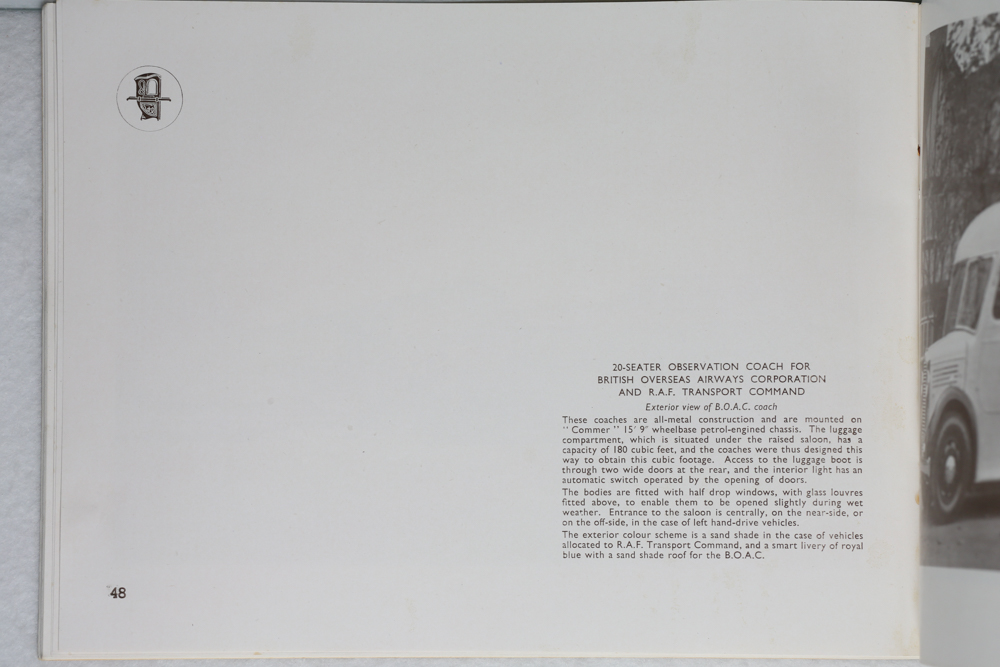 20-SEATER OBSERVATION COACH FOR
BRITISH OVERSEAS AIRWAYS CORPORATION
AND R.A.F. TRANSPORT COMMAND
Exterior view of B.O.A.C. coach
These coaches are all-metal construction and are mounted on
"Commer" 15' 9" wheelbase petrol-engined chassis. The luggage
compartment, which is situated under the raised saloon, has a
capacity of 180 cubic feet, and the coaches were thus designed this
way to obtain this cubic footage. Access to the luggage boot is
through two wide doors at the rear, and the interior light has an
automatic switch operated by the opening of doors.
The bodies are fitted with half drop windows, with glass louvres
fitted above, to enable them to be opened slightly during wet
weather. Entrance to the saloon is centrally, on the near-side, or
on the off-side, in the case of left hand-drive vehicles.
The exterior colour scheme is a sand shade in the case of vehicles
allocated to R.A.F. Transport Command, and a smart livery of royal
blue with a sand shade roof for the B.O.A.C.
48